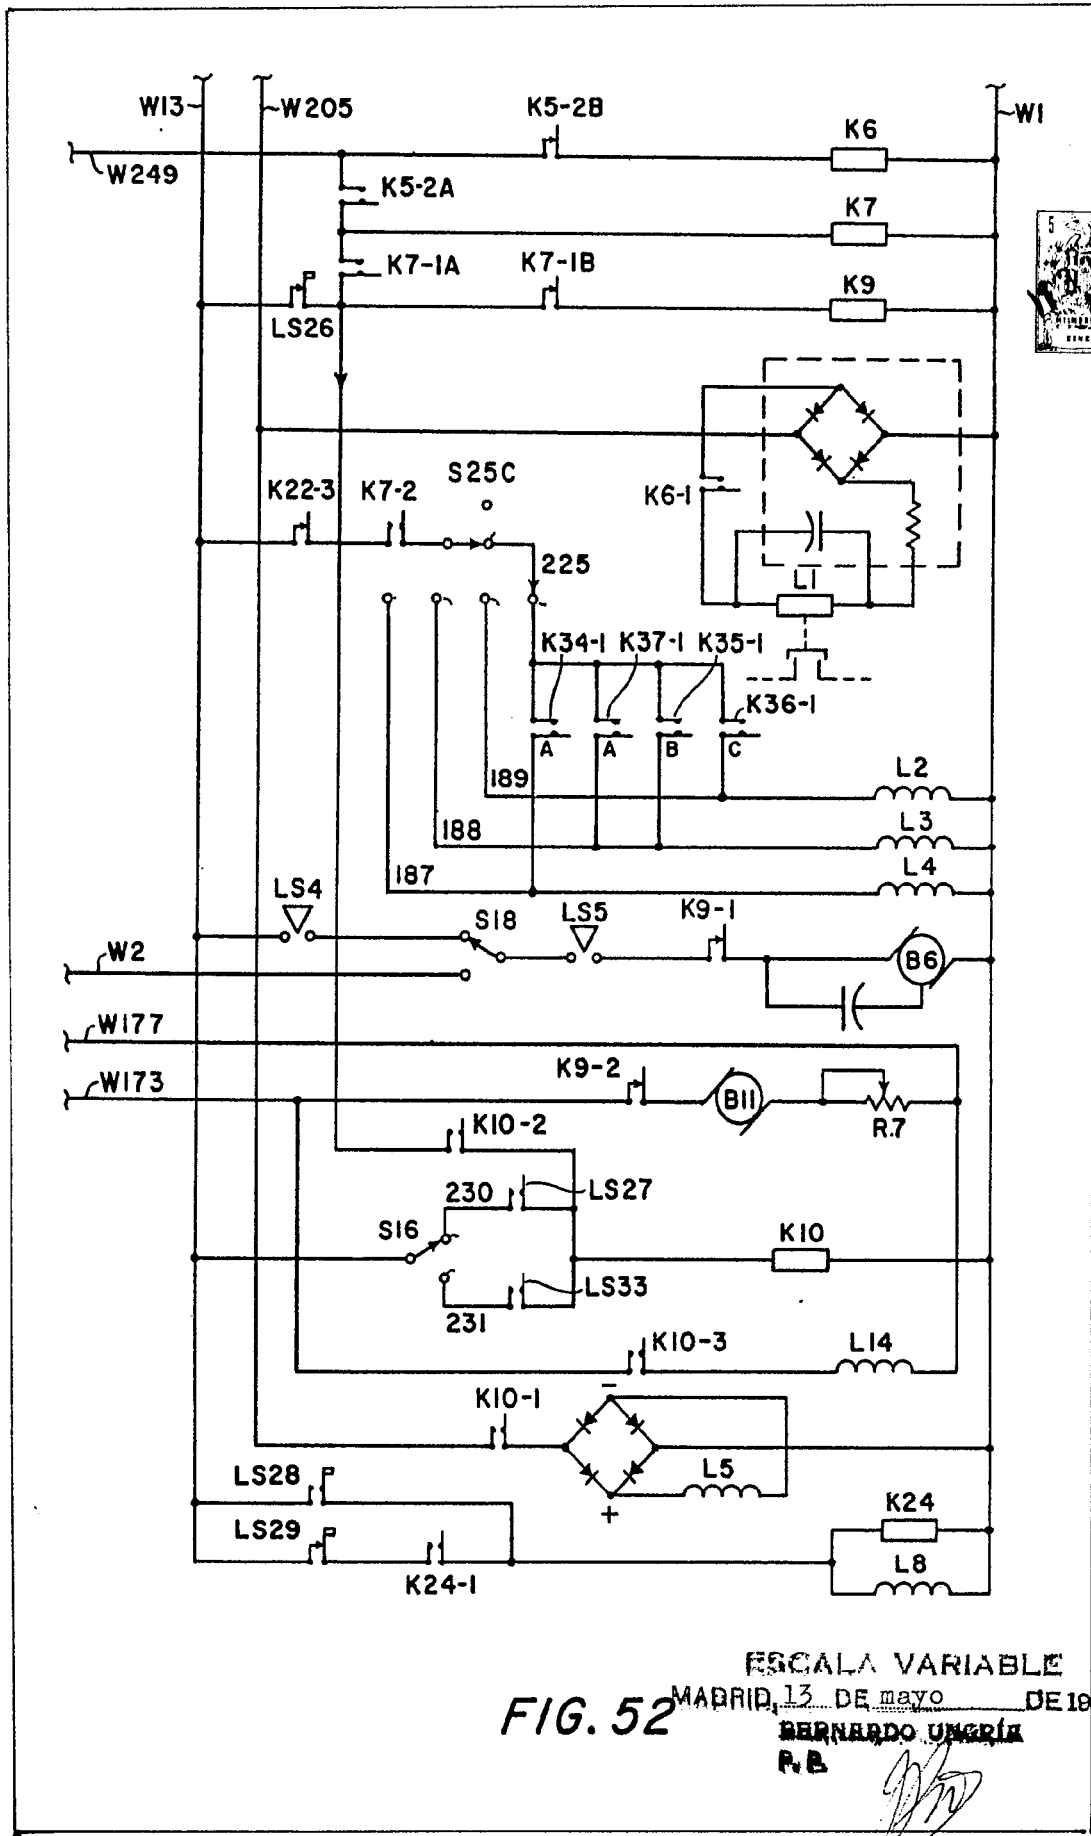 W13
W205
K5-2B
K6
W1
W249
K5-2A
K7
K7-1A
K7-1B
K9
LS26
5
S25C
K22-3
K7-2
K6-1
225
L1
K34-1
K37-1
K35-1
K36-1
A
A
B
C
189
L2
188
L3
187
L4
LS4
S18
LS5
K9-1
W2
B6
W177
W173
K9-2
B11
R.7
K10-2
230
LS27
S16
K10
231
LS33
K10-3
L14
K10-1
-
L5
+
LS28
K24
LS29
K24-1
L8
ESCALA VARIABLE
FIG. 52
MADRID, 13 DE mayo DE 19
BERNARDO UNGRÍA
P. P.